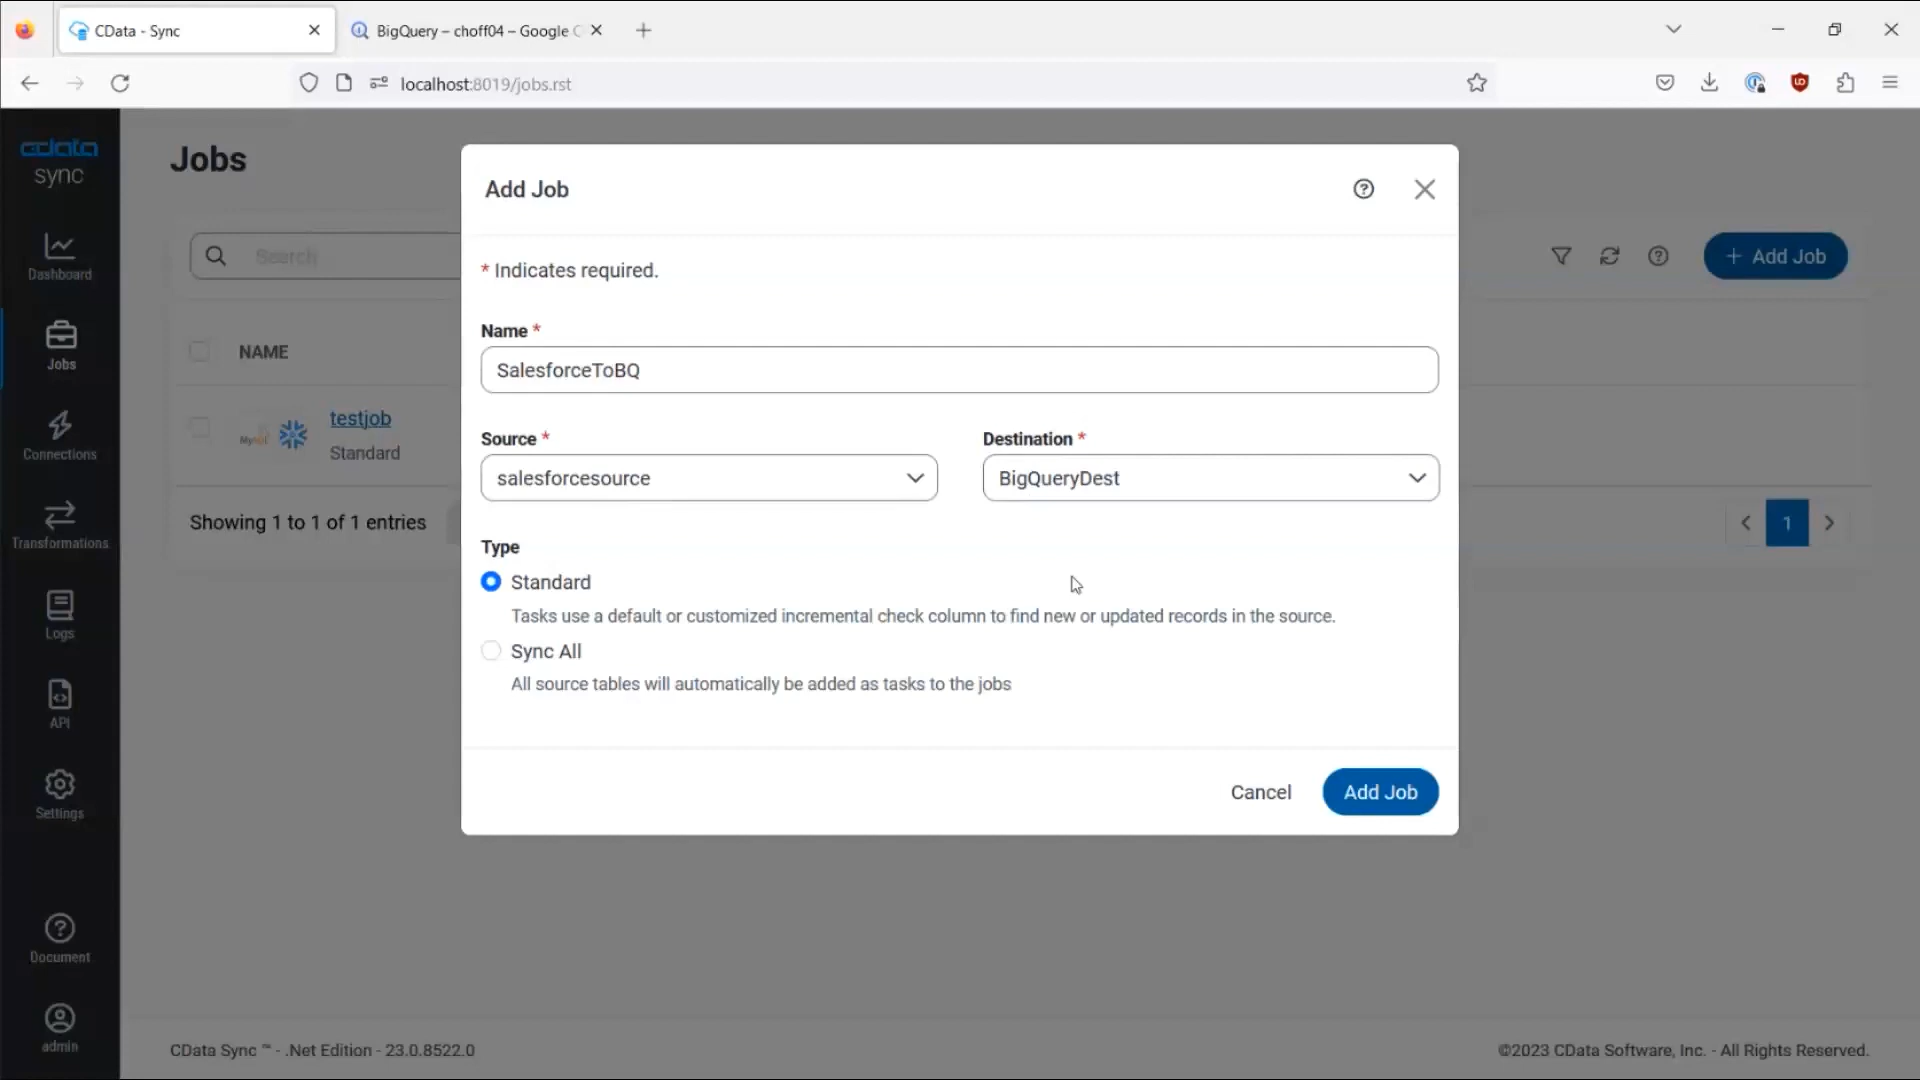 CData - Sync
BigQuery – choff04 – Google C
localhost:8019/jobs.rst
cdata
sync
Dashboard
Jobs
Connections
Transformations
Logs
API
Settings
Document
admin
Jobs
Search
+ Add Job
NAME
MySQL
testjob
Standard
Showing 1 to 1 of 1 entries
1
Add Job
* Indicates required.
Name *
SalesforceToBQ
Source *
Destination *
salesforcesource
BigQueryDest
Type
Standard
Tasks use a default or customized incremental check column to find new or updated records in the source.
Sync All
All source tables will automatically be added as tasks to the jobs
Cancel
Add Job
CData Sync ™ - .Net Edition - 23.0.8522.0
©2023 CData Software, Inc. - All Rights Reserved.